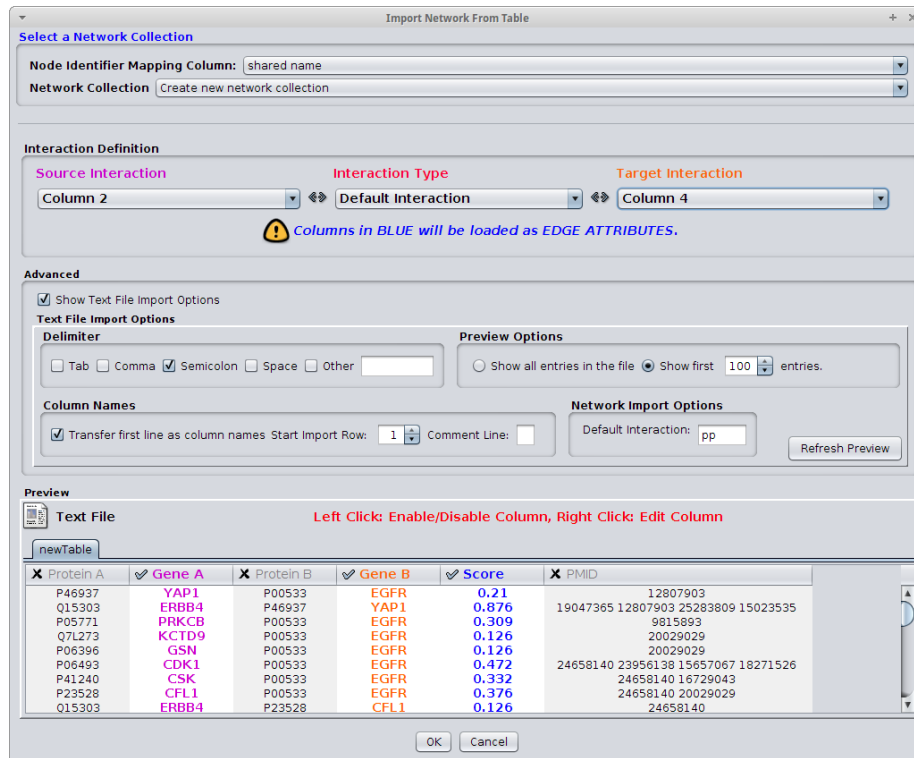 Import Network From Table
Select a Network Collection
Node Identifier Mapping Column: shared name
Network Collection Create new network collection
Interaction Definition
Source Interaction Interaction Type Target Interaction
Column 2 Default Interaction Column 4
Columns in BLUE will be loaded as EDGE ATTRIBUTES.
Advanced
Show Text File Import Options
Text File Import Options
Delimiter Preview Options
Tab Comma Semicolon Space Other Show all entries in the file Show first 100 entries.
Column Names Network Import Options
Transfer first line as column names Start Import Row: 1 Comment Line: Default Interaction: pp
Refresh Preview
Preview
Text File Left Click: Enable/Disable Column, Right Click: Edit Column
newTable
Protein A Gene A Protein B Gene B Score PMID
P46937 YAP1 P00533 EGFR 0.21 12807903
Q15303 ERBB4 P46937 YAP1 0.876 19047365 12807903 25283809 15023535
P05771 PRKCB P00533 EGFR 0.309 9815893
Q7L273 KCTD9 P00533 EGFR 0.126 20029029
P06396 GSN P00533 EGFR 0.126 20029029
P06493 CDK1 P00533 EGFR 0.472 24658140 23956138 15657067 18271526
P41240 CSK P00533 EGFR 0.332 24658140 16729043
P23528 CFL1 P00533 EGFR 0.376 24658140 20029029
Q15303 ERBB4 P23528 CFL1 0.126 24658140
OK Cancel